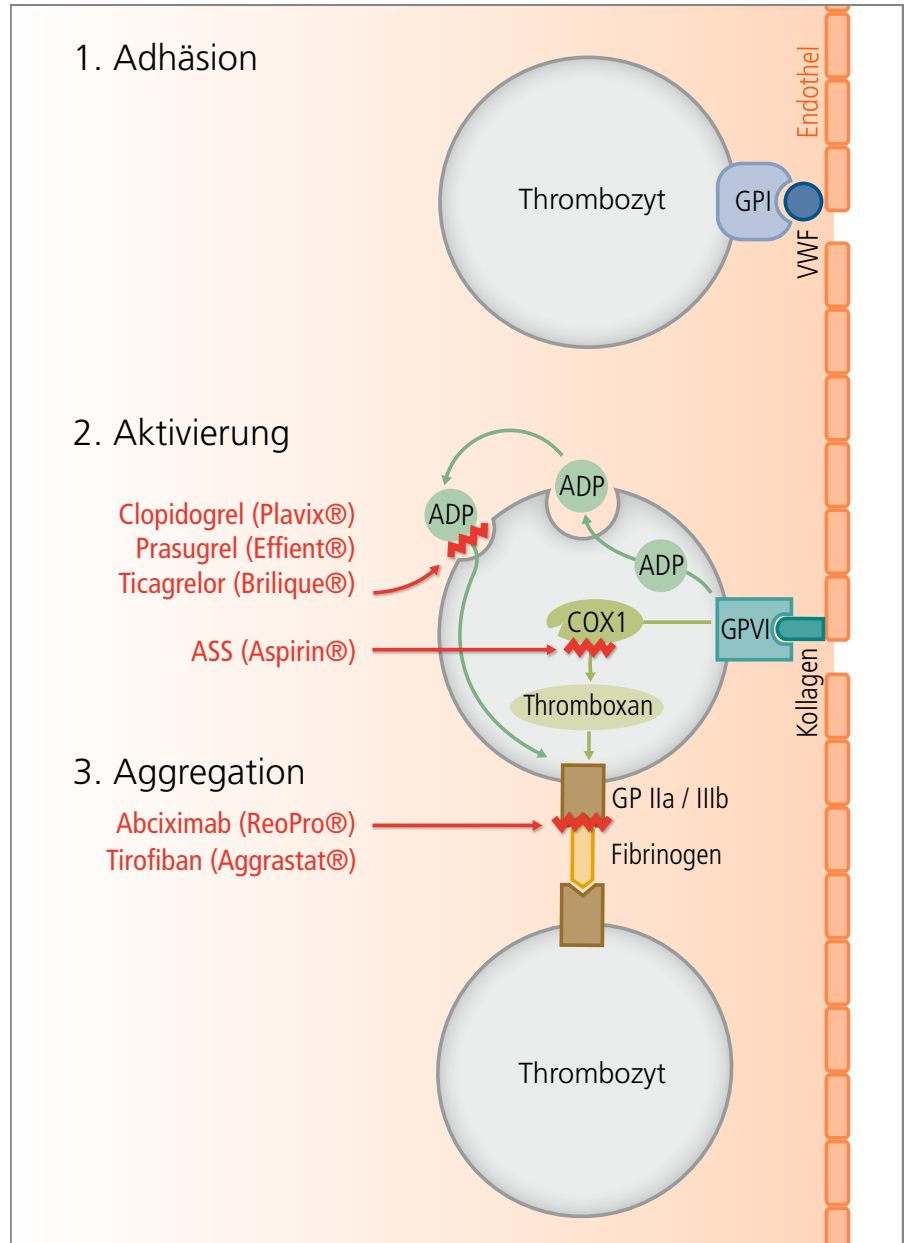 1. Adhäsion
Endothel
Thrombozyt
GPI
VWF
2. Aktivierung
ADP
ADP
ADP
Clopidogrel (Plavix®)
Prasugrel (Effient®)
Ticagrelor (Brilique®)
COX1
GPVI
ASS (Aspirin®)
Kollagen
Thromboxan
3. Aggregation
GP IIa / IIIb
Abciximab (ReoPro®)
Tirofiban (Aggrastat®)
Fibrinogen
Thrombozyt